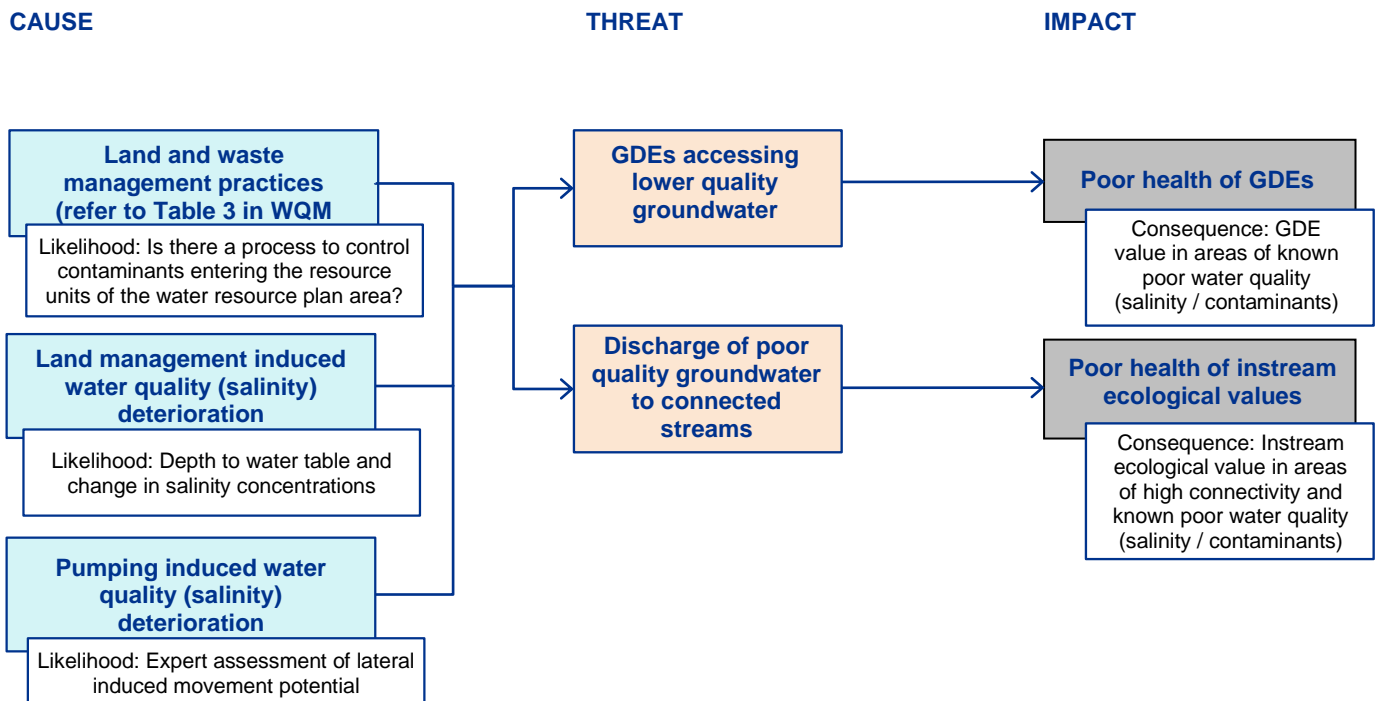 CAUSE
THREAT
IMPACT
Land and waste
management practices
(refer to Table 3 in WQM
Likelihood: Is there a process to control
contaminants entering the resource
units of the water resource plan area?
Land management induced
water quality (salinity)
deterioration
Likelihood: Depth to water table and
change in salinity concentrations
Pumping induced water
quality (salinity)
deterioration
Likelihood: Expert assessment of lateral
induced movement potential
GDEs accessing
lower quality
groundwater
Discharge of poor
quality groundwater
to connected
streams
Poor health of GDEs
Consequence: GDE
value in areas of known
poor water quality
(salinity / contaminants)
Poor health of instream
ecological values
Consequence: Instream
ecological value in areas
of high connectivity and
known poor water quality
(salinity / contaminants)